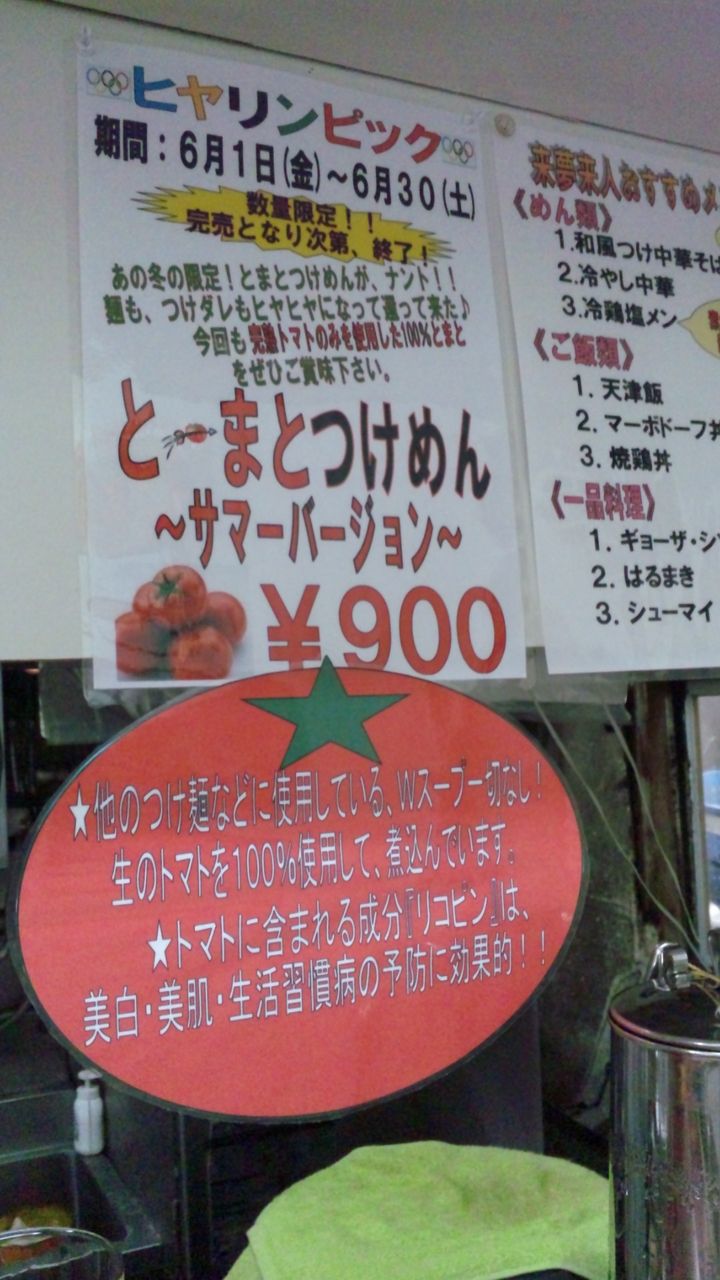 ヒヤリンピック
期間：6月1日(金)～6月30(土)
数量限定！！
完売となり次第、終了！
あの冬の限定！とまとつけめんが、ナント！！
麺も、つけダレもヒヤヒヤになって還って来た♪
今回も完熟トマトのみを使用した100%とまと
をぜひご賞味下さい。
とーまとつけめん
～サマーバージョン～
¥900
★他のつけ麺などに使用している、Wスープ一切なし！
生のトマトを100%使用して、煮込んでいます。
★トマトに含まれる成分『リコピン』は、
美白・美肌・生活習慣病の予防に効果的！！
来夢来人おすすめメ
《めん類》
1.和風つけ中華そば
2.冷やし中華
3.冷鶏塩メン
《ご飯類》
1. 天津飯
2. マーボドーフ丼
3. 焼鶏丼
《一品料理》
1. ギョーザ・シソ
2. はるまき
3. シューマイ